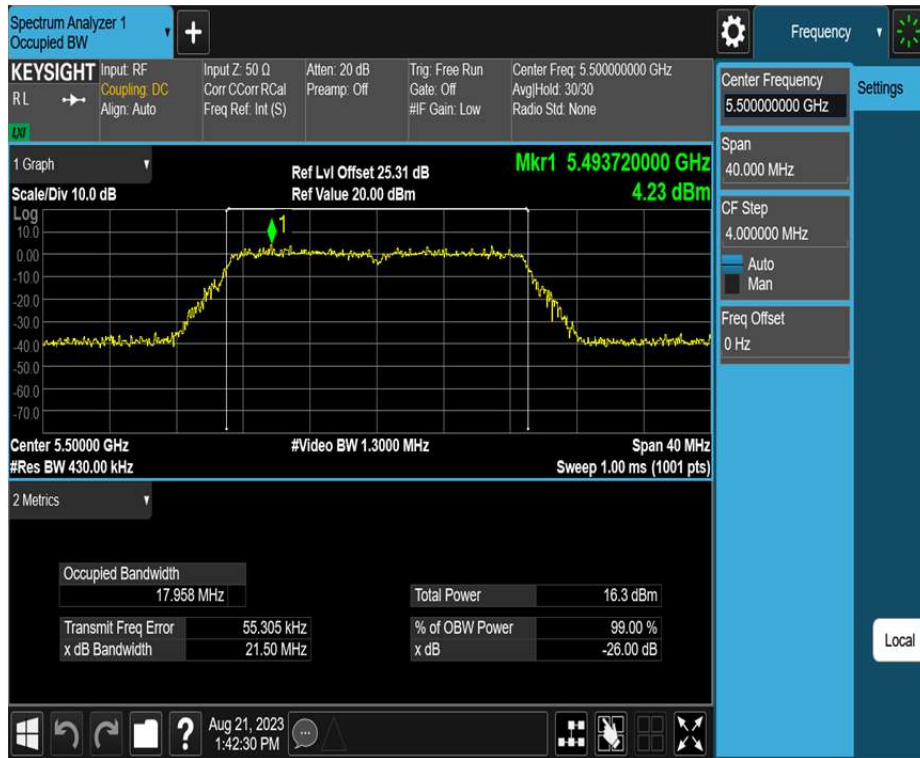 Spectrum Analyzer 1
Occupied BW
+
Frequency
KEYSIGHT
R L
LXI
Input: RF
Coupling: DC
Align: Auto
Input Z: 50 Ω
Corr CCorr RCal
Freq Ref: Int (S)
Atten: 20 dB
Preamp: Off
Trig: Free Run
Gate: Off
#IF Gain: Low
Center Freq: 5.500000000 GHz
Avg|Hold: 30/30
Radio Std: None
Center Frequency
5.500000000 GHz
Settings
Span
40.000 MHz
CF Step
4.000000 MHz
Auto
Man
Freq Offset
0 Hz
Local
1 Graph
Scale/Div 10.0 dB
Ref Lvl Offset 25.31 dB
Ref Value 20.00 dBm
Mkr1 5.493720000 GHz
4.23 dBm
Log
1
10.0
0.00
-10.0
-20.0
-30.0
-40.0
-50.0
-60.0
-70.0
Center 5.50000 GHz
#Video BW 1.3000 MHz
Span 40 MHz
#Res BW 430.00 kHz
Sweep 1.00 ms (1001 pts)
2 Metrics
Occupied Bandwidth
17.958 MHz
Total Power 16.3 dBm
Transmit Freq Error 55.305 kHz
% of OBW Power 99.00 %
x dB Bandwidth 21.50 MHz
x dB -26.00 dB
?
Aug 21, 2023
1:42:30 PM